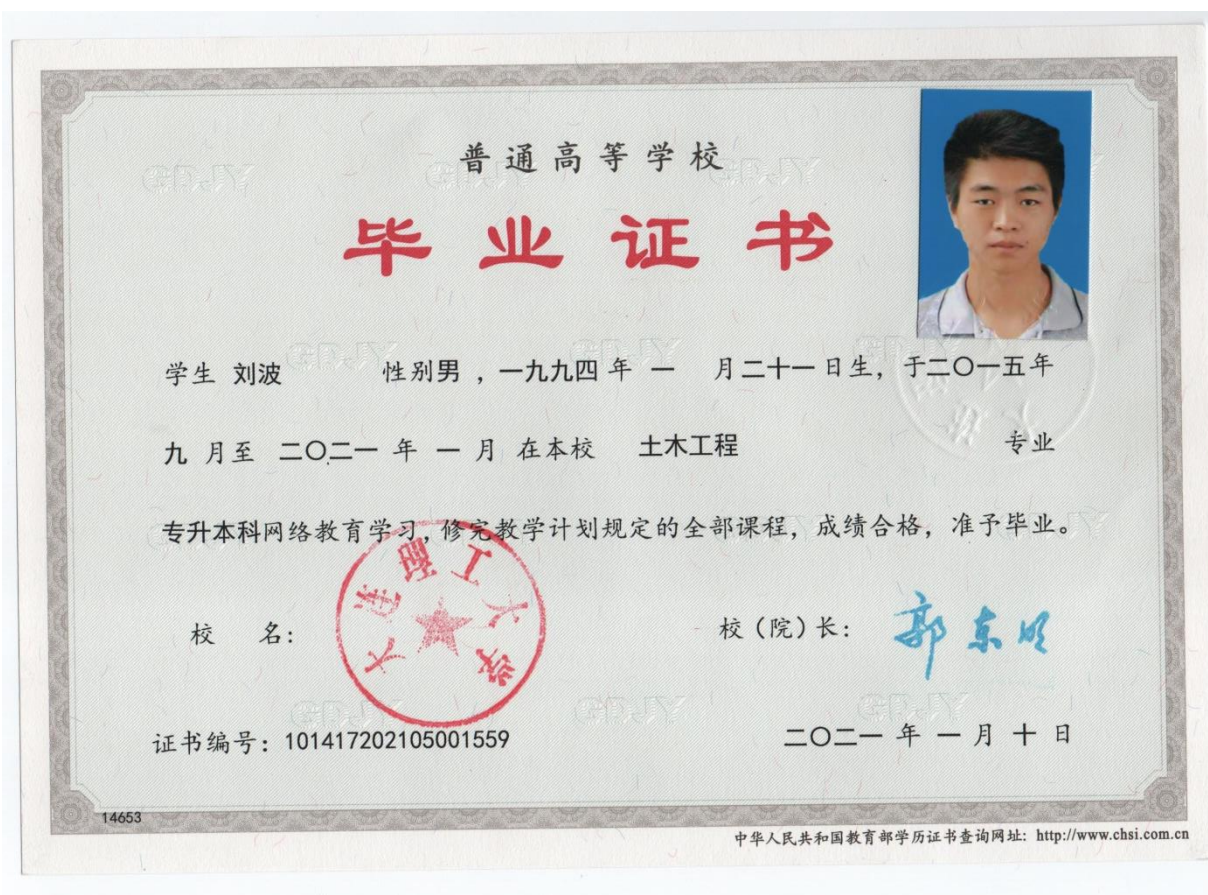 普通高等学校
毕业证书
学生 刘波 性别男 ，一九九四 年 一 月二十一日生，于二〇一五年
九 月至 二〇二一 年 一 月 在本校 土木工程 专业
专升本科网络教育学习，修完教学计划规定的全部课程，成绩合格，准予毕业。
校 名：
大连理工大学
校（院）长：郭东明
证书编号：101417202105001559
二〇二一 年 一 月 十 日
14653
中华人民共和国教育部学历证书查询网址：http://www.chsi.com.cn